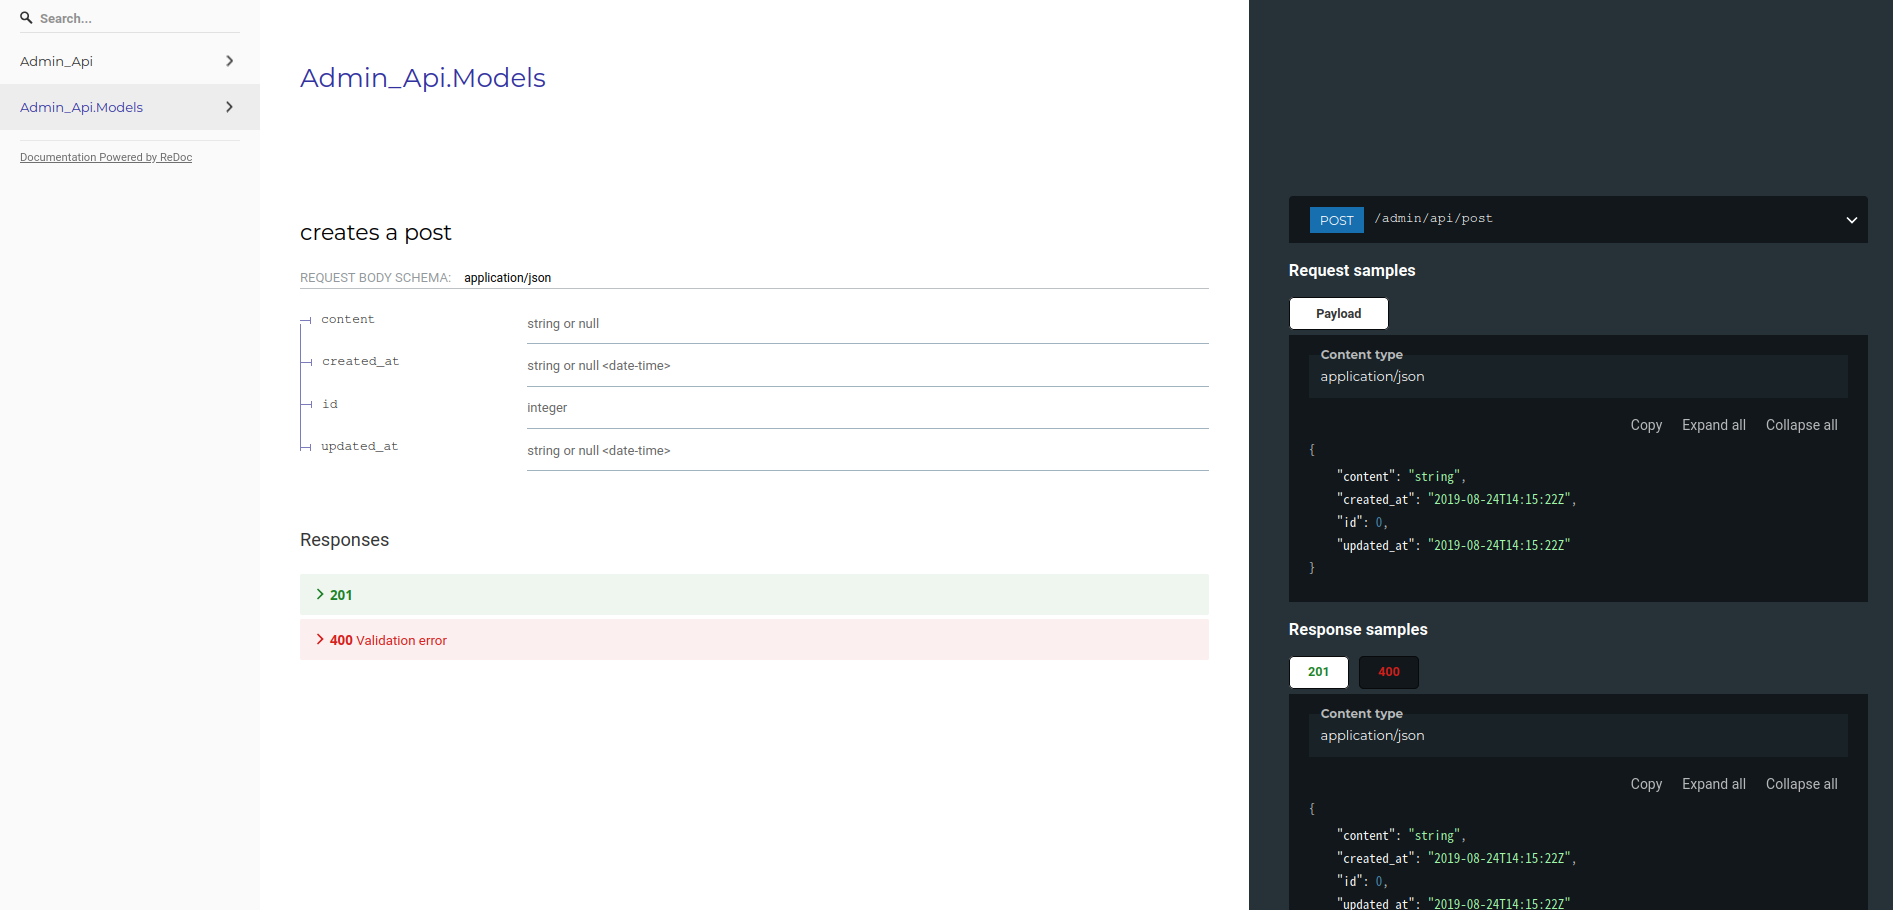 Search...
Admin_Api
Admin_Api.Models
Documentation Powered by ReDoc
Admin_Api.Models
creates a post
REQUEST BODY SCHEMA: application/json
content string or null
created_at string or null <date-time>
id integer
updated_at string or null <date-time>
Responses
201
400 Validation error
POST /admin/api/post
Request samples
Payload
Content type
application/json
Copy Expand all Collapse all
{
"content": "string",
"created_at": "2019-08-24T14:15:22Z",
"id": 0,
"updated_at": "2019-08-24T14:15:22Z"
}
Response samples
201 400
Content type
application/json
Copy Expand all Collapse all
{
"content": "string",
"created_at": "2019-08-24T14:15:22Z",
"id": 0,
"updated_at": "2019-08-24T14:15:22Z"